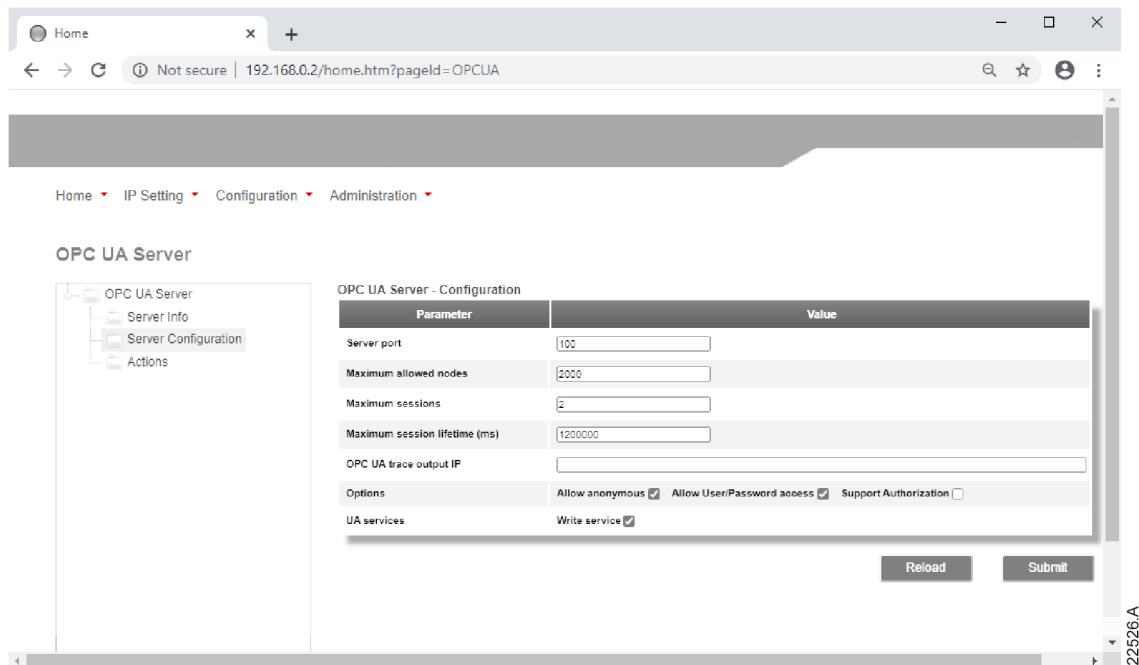 Home
Not secure | 192.168.0.2/home.htm?pageId=OPCUA
Home IP Setting Configuration Administration
OPC UA Server
OPC UA Server
Server Info
Server Configuration
Actions
OPC UA Server - Configuration
Parameter Value
Server port 100
Maximum allowed nodes 2000
Maximum sessions 2
Maximum session lifetime (ms) 1200000
OPC UA trace output IP
Options Allow anonymous Allow User/Password access Support Authorization
UA services Write service
Reload Submit
22526.A